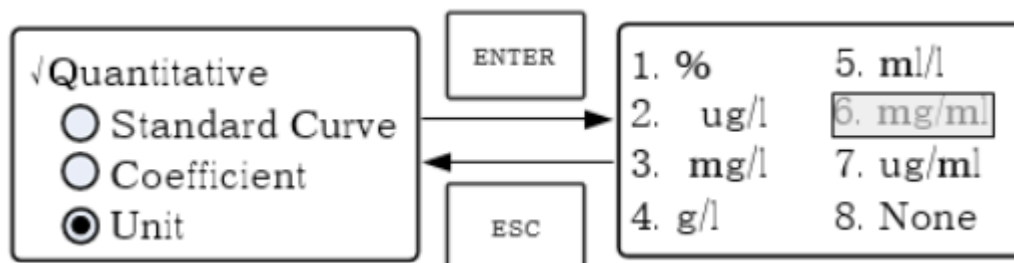 √Quantitative
Standard Curve
Coefficient
Unit
ENTER
ESC
1. %
2. ug/l
3. mg/l
4. g/l
5. ml/l
6. mg/ml
7. ug/ml
8. None